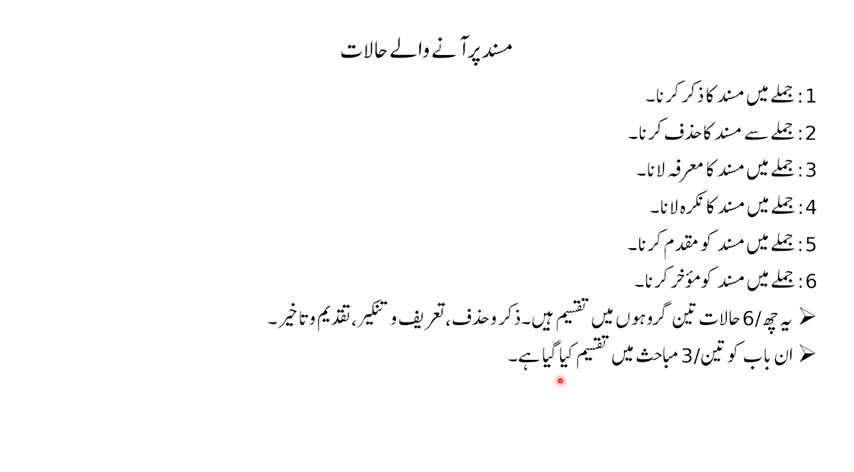 مسند پر آنے والے حالات
1: جملے میں مسند کا ذکر کرنا۔
2: جملے سے مسند کا حذف کرنا۔
3: جملے میں مسند کا معرفہ لانا۔
4: جملے میں مسند کا نکرہ لانا۔
5: جملے میں مسند کو مقدم کرنا۔
6: جملے میں مسند کو مؤخر کرنا۔
➢ یہ چھ/6 حالات تین گروہوں میں تقسیم ہیں۔ ذکر و حذف، تعریف و تنکیر، تقدیم و تاخیر۔
➢ ان باب کو تین/3 مباحث میں تقسیم کیا گیا ہے۔